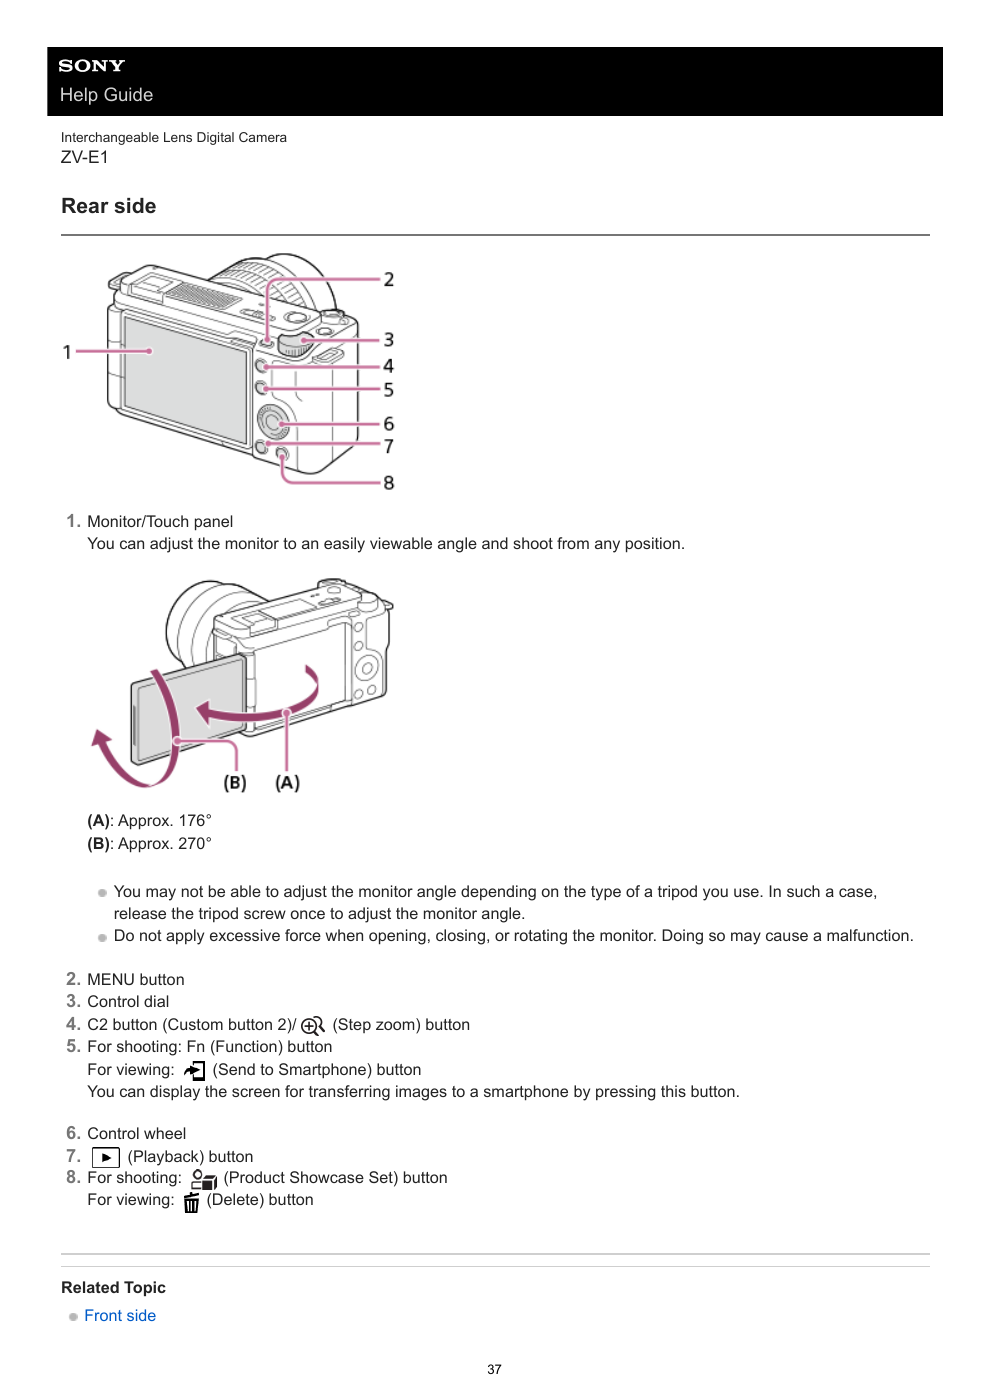 SONY
Help Guide
Interchangeable Lens Digital Camera
ZV-E1
Rear side
1
2
3
4
5
6
7
8
1. Monitor/Touch panel
You can adjust the monitor to an easily viewable angle and shoot from any position.
(B) (A)
(A): Approx. 176°
(B): Approx. 270°
You may not be able to adjust the monitor angle depending on the type of a tripod you use. In such a case,
release the tripod screw once to adjust the monitor angle.
Do not apply excessive force when opening, closing, or rotating the monitor. Doing so may cause a malfunction.
2. MENU button
3. Control dial
4. C2 button (Custom button 2)/ (Step zoom) button
5. For shooting: Fn (Function) button
For viewing: (Send to Smartphone) button
You can display the screen for transferring images to a smartphone by pressing this button.
6. Control wheel
7. (Playback) button
8. For shooting: (Product Showcase Set) button
For viewing: (Delete) button
Related Topic
Front side
37